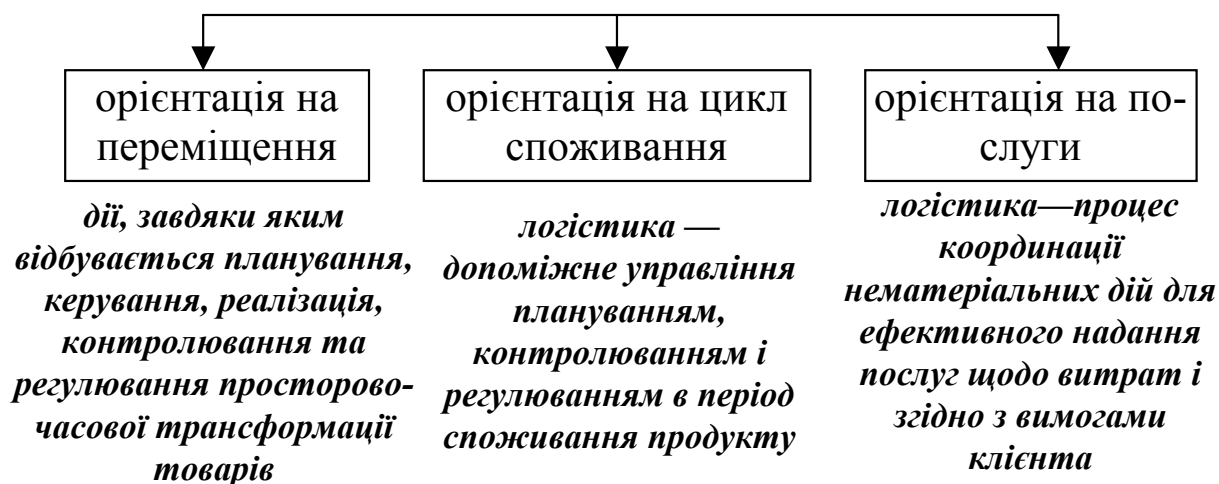 орієнтація на
переміщення
дії, завдяки яким
відбувається планування,
керування, реалізація,
контролювання та
регулювання просторово-
часової трансформації
товарів
орієнтація на цикл
споживання
логістика —
допоміжне управління
плануванням,
контролюванням і
регулюванням в період
споживання продукту
орієнтація на по-
слуги
логістика—процес
координації
нематеріальних дій для
ефективного надання
послуг щодо витрат і
згідно з вимогами
клієнта